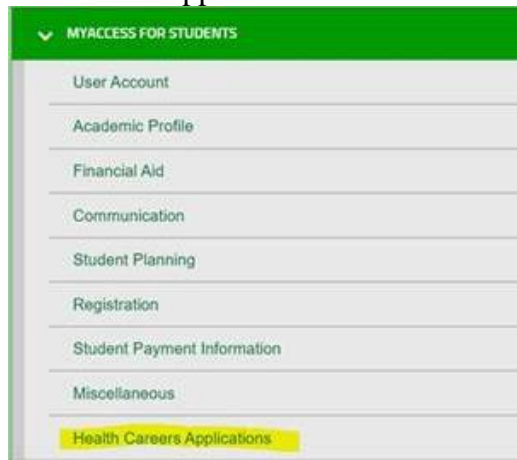 MYACCESS FOR STUDENTS
User Account
Academic Profile
Financial Aid
Communication
Student Planning
Registration
Student Payment Information
Miscellaneous
Health Careers Applications